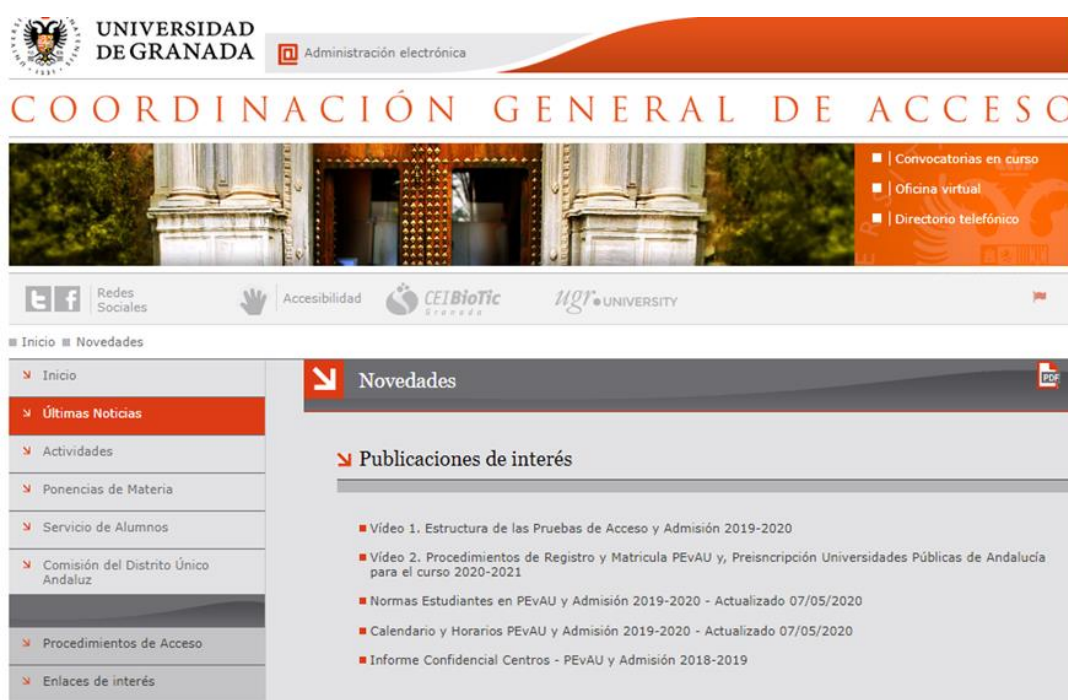 UNIVERSIDAD
DE GRANADA
Administración electrónica
COORDINACIÓN GENERAL DE ACCESO
Convocatorias en curso
Oficina virtual
Directorio telefónico
Redes
Sociales
Accesibilidad
CEI BioTic
Granada
ugr UNIVERSITY
Inicio Novedades
Inicio
Últimas Noticias
Actividades
Ponencias de Materia
Servicio de Alumnos
Comisión del Distrito Único
Andaluz
Procedimientos de Acceso
Enlaces de interés
Novedades
PDF
Publicaciones de interés
Vídeo 1. Estructura de las Pruebas de Acceso y Admisión 2019-2020
Vídeo 2. Procedimientos de Registro y Matricula PEvAU y, Preisncripción Universidades Públicas de Andalucía
para el curso 2020-2021
Normas Estudiantes en PEvAU y Admisión 2019-2020 - Actualizado 07/05/2020
Calendario y Horarios PEvAU y Admisión 2019-2020 - Actualizado 07/05/2020
Informe Confidencial Centros - PEvAU y Admisión 2018-2019